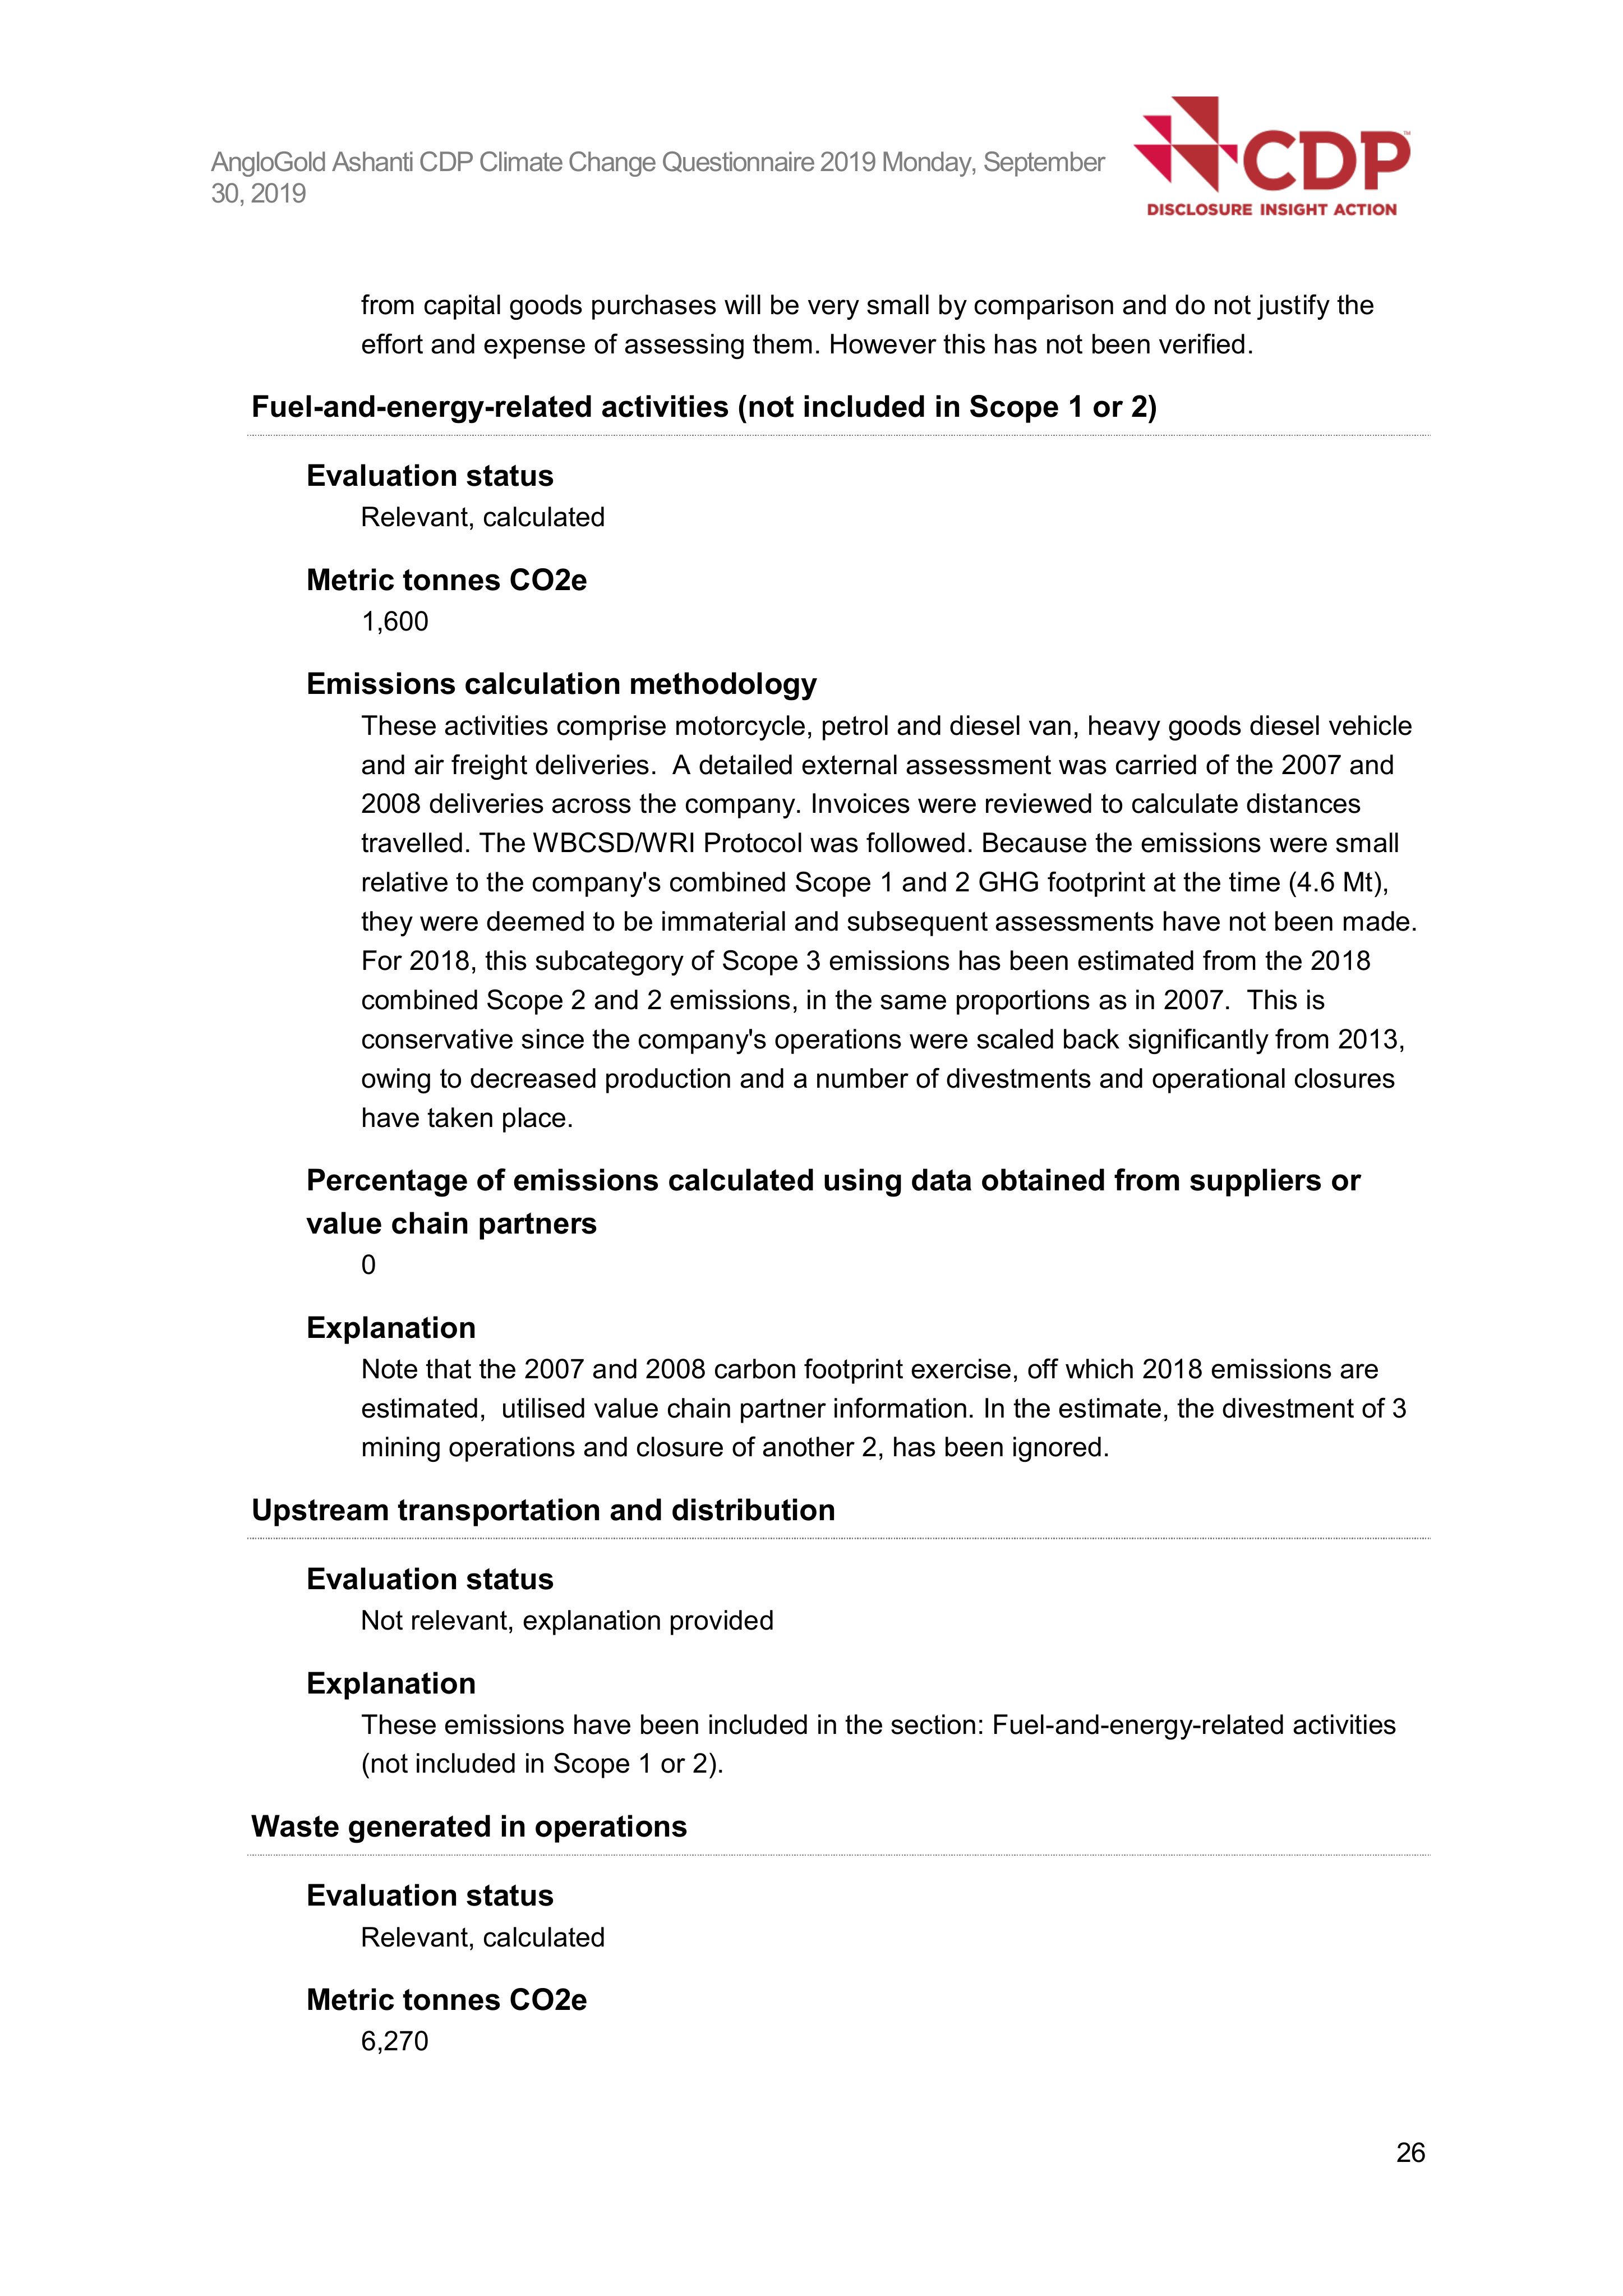 AngloGold Ashanti CDP Climate Change Questionnaire 2019 Monday, September
30, 2019
CDP™
DISCLOSURE INSIGHT ACTION
from capital goods purchases will be very small by comparison and do not justify the
effort and expense of assessing them. However this has not been verified.
Fuel-and-energy-related activities (not included in Scope 1 or 2)
Evaluation status
Relevant, calculated
Metric tonnes CO2e
1,600
Emissions calculation methodology
These activities comprise motorcycle, petrol and diesel van, heavy goods diesel vehicle
and air freight deliveries.  A detailed external assessment was carried of the 2007 and
2008 deliveries across the company. Invoices were reviewed to calculate distances
travelled. The WBCSD/WRI Protocol was followed. Because the emissions were small
relative to the company's combined Scope 1 and 2 GHG footprint at the time (4.6 Mt),
they were deemed to be immaterial and subsequent assessments have not been made.
For 2018, this subcategory of Scope 3 emissions has been estimated from the 2018
combined Scope 2 and 2 emissions, in the same proportions as in 2007.  This is
conservative since the company's operations were scaled back significantly from 2013,
owing to decreased production and a number of divestments and operational closures
have taken place.
Percentage of emissions calculated using data obtained from suppliers or
value chain partners
0
Explanation
Note that the 2007 and 2008 carbon footprint exercise, off which 2018 emissions are
estimated,  utilised value chain partner information. In the estimate, the divestment of 3
mining operations and closure of another 2, has been ignored.
Upstream transportation and distribution
Evaluation status
Not relevant, explanation provided
Explanation
These emissions have been included in the section: Fuel-and-energy-related activities
(not included in Scope 1 or 2).
Waste generated in operations
Evaluation status
Relevant, calculated
Metric tonnes CO2e
6,270
26